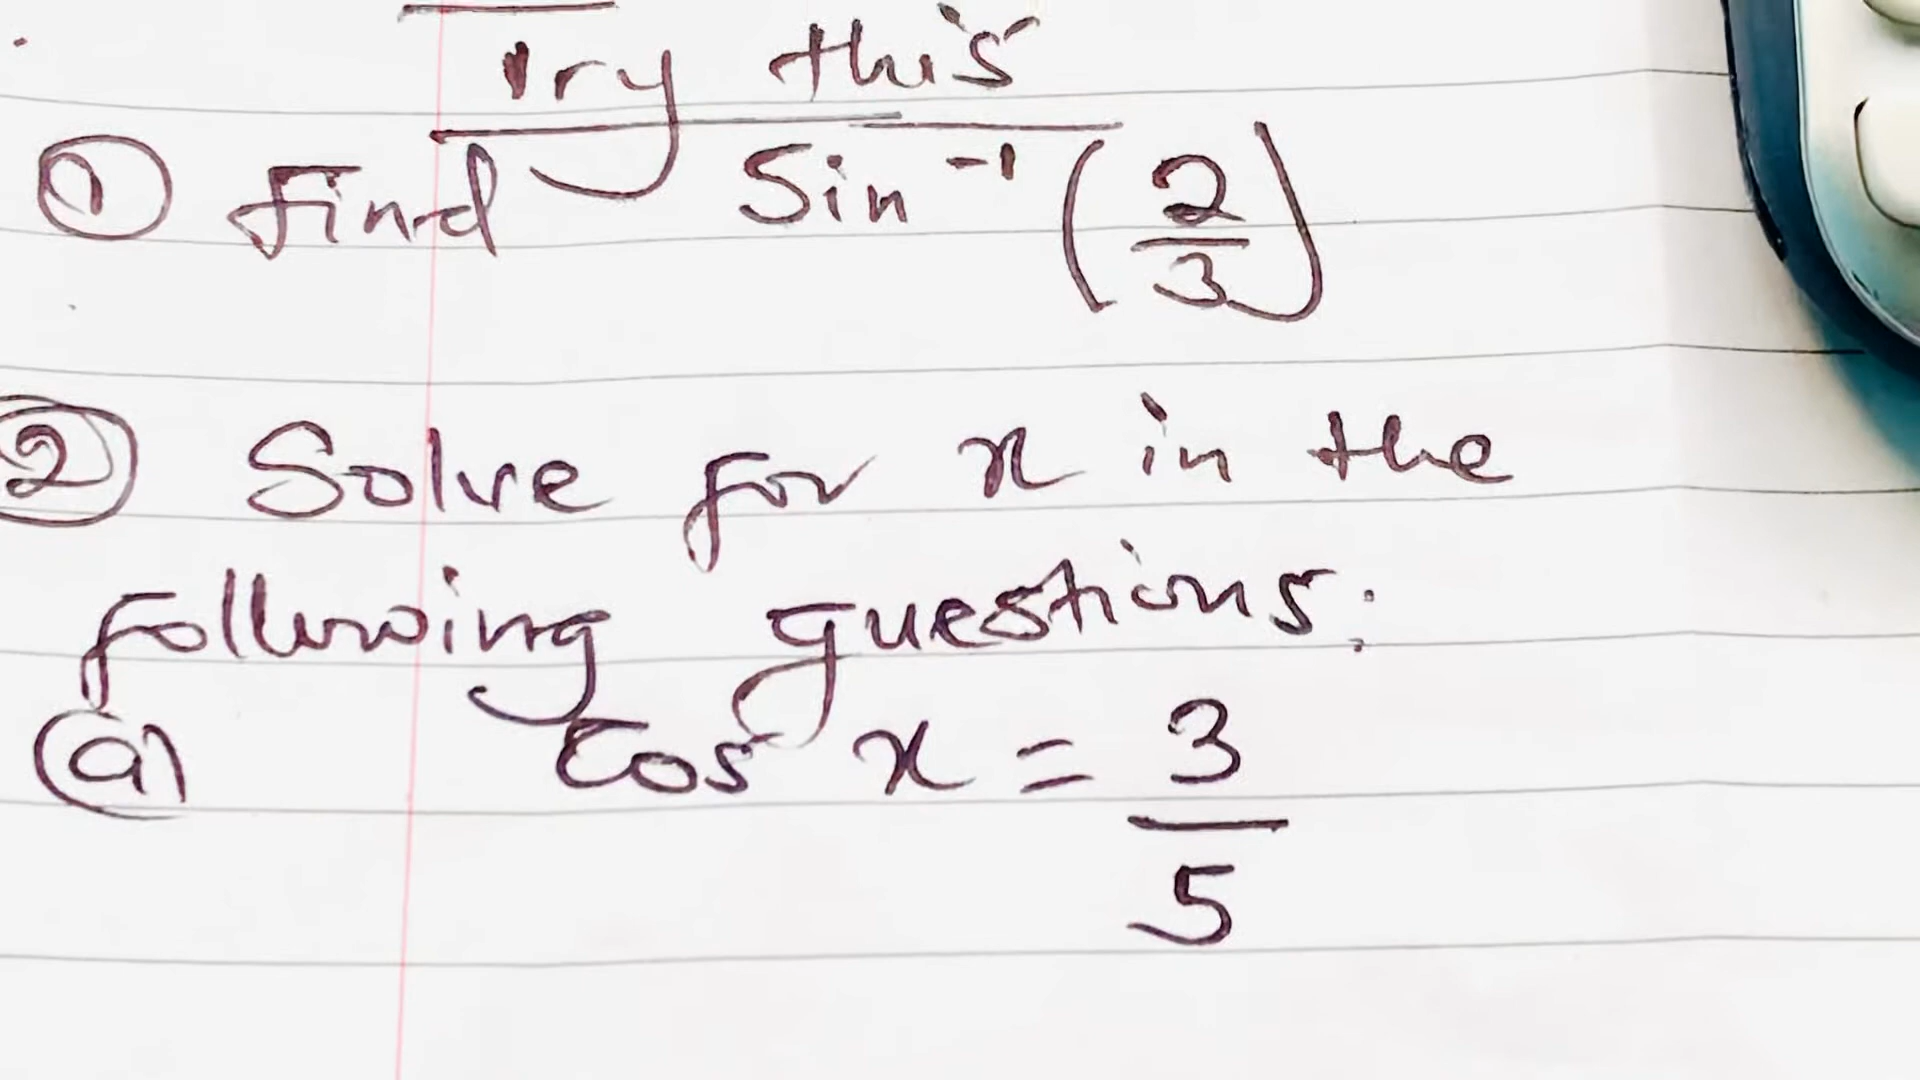 Try this
① find Sin⁻¹ (2/3)
② Solve for x in the
following questions:
(a) Cos x = 3/5